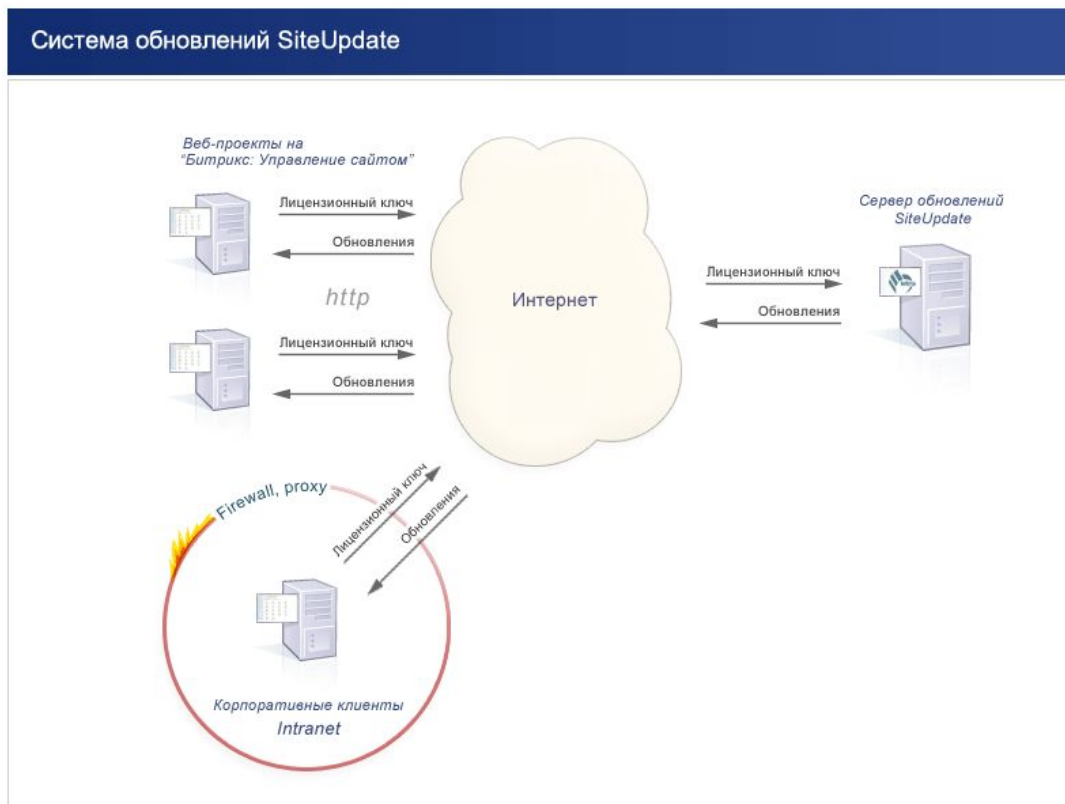 Система обновлений SiteUpdate
Веб-проекты на
“Битрикс: Управление сайтом”
Лицензионный ключ
Обновления
http
Лицензионный ключ
Обновления
Интернет
Сервер обновлений
SiteUpdate
Лицензионный ключ
Обновления
Firewall, proxy
Лицензионный ключ
Обновления
Корпоративные клиенты
Intranet